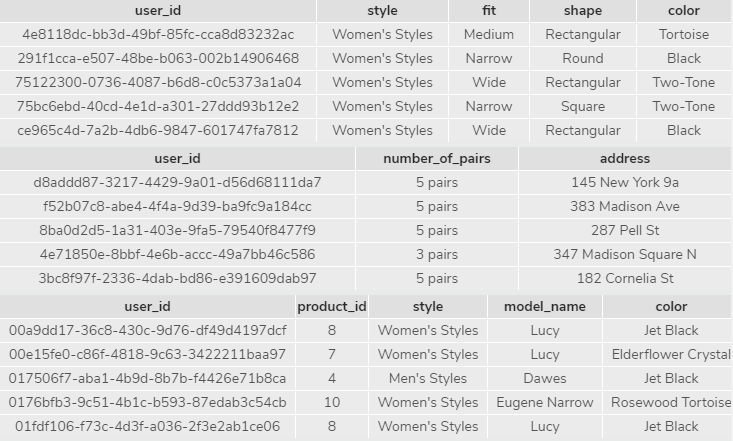 user_id style fit shape color
4e8118dc-bb3d-49bf-85fc-cca8d83232ac Women's Styles Medium Rectangular Tortoise
291f1cca-e507-48be-b063-002b14906468 Women's Styles Narrow Round Black
75122300-0736-4087-b6d8-c0c5373a1a04 Women's Styles Wide Rectangular Two-Tone
75bc6ebd-40cd-4e1d-a301-27ddd93b12e2 Women's Styles Narrow Square Two-Tone
ce965c4d-7a2b-4db6-9847-601747fa7812 Women's Styles Wide Rectangular Black
user_id number_of_pairs address
d8addd87-3217-4429-9a01-d56d68111da7 5 pairs 145 New York 9a
f52b07c8-abe4-4f4a-9d39-ba9fc9a184cc 5 pairs 383 Madison Ave
8ba0d2d5-1a31-403e-9fa5-79540f8477f9 5 pairs 287 Pell St
4e71850e-8bbf-4e6b-accc-49a7bb46c586 3 pairs 347 Madison Square N
3bc8f97f-2336-4dab-bd86-e391609dab97 5 pairs 182 Cornelia St
user_id product_id style model_name color
00a9dd17-36c8-430c-9d76-df49d4197dcf 8 Women's Styles Lucy Jet Black
00e15fe0-c86f-4818-9c63-3422211baa97 7 Women's Styles Lucy Elderflower Crystal
017506f7-aba1-4b9d-8b7b-f4426e71b8ca 4 Men's Styles Dawes Jet Black
0176bfb3-9c51-4b1c-b593-87edab3c54cb 10 Women's Styles Eugene Narrow Rosewood Tortoise
01fdf106-f73c-4d3f-a036-2f3e2ab1ce06 8 Women's Styles Lucy Jet Black